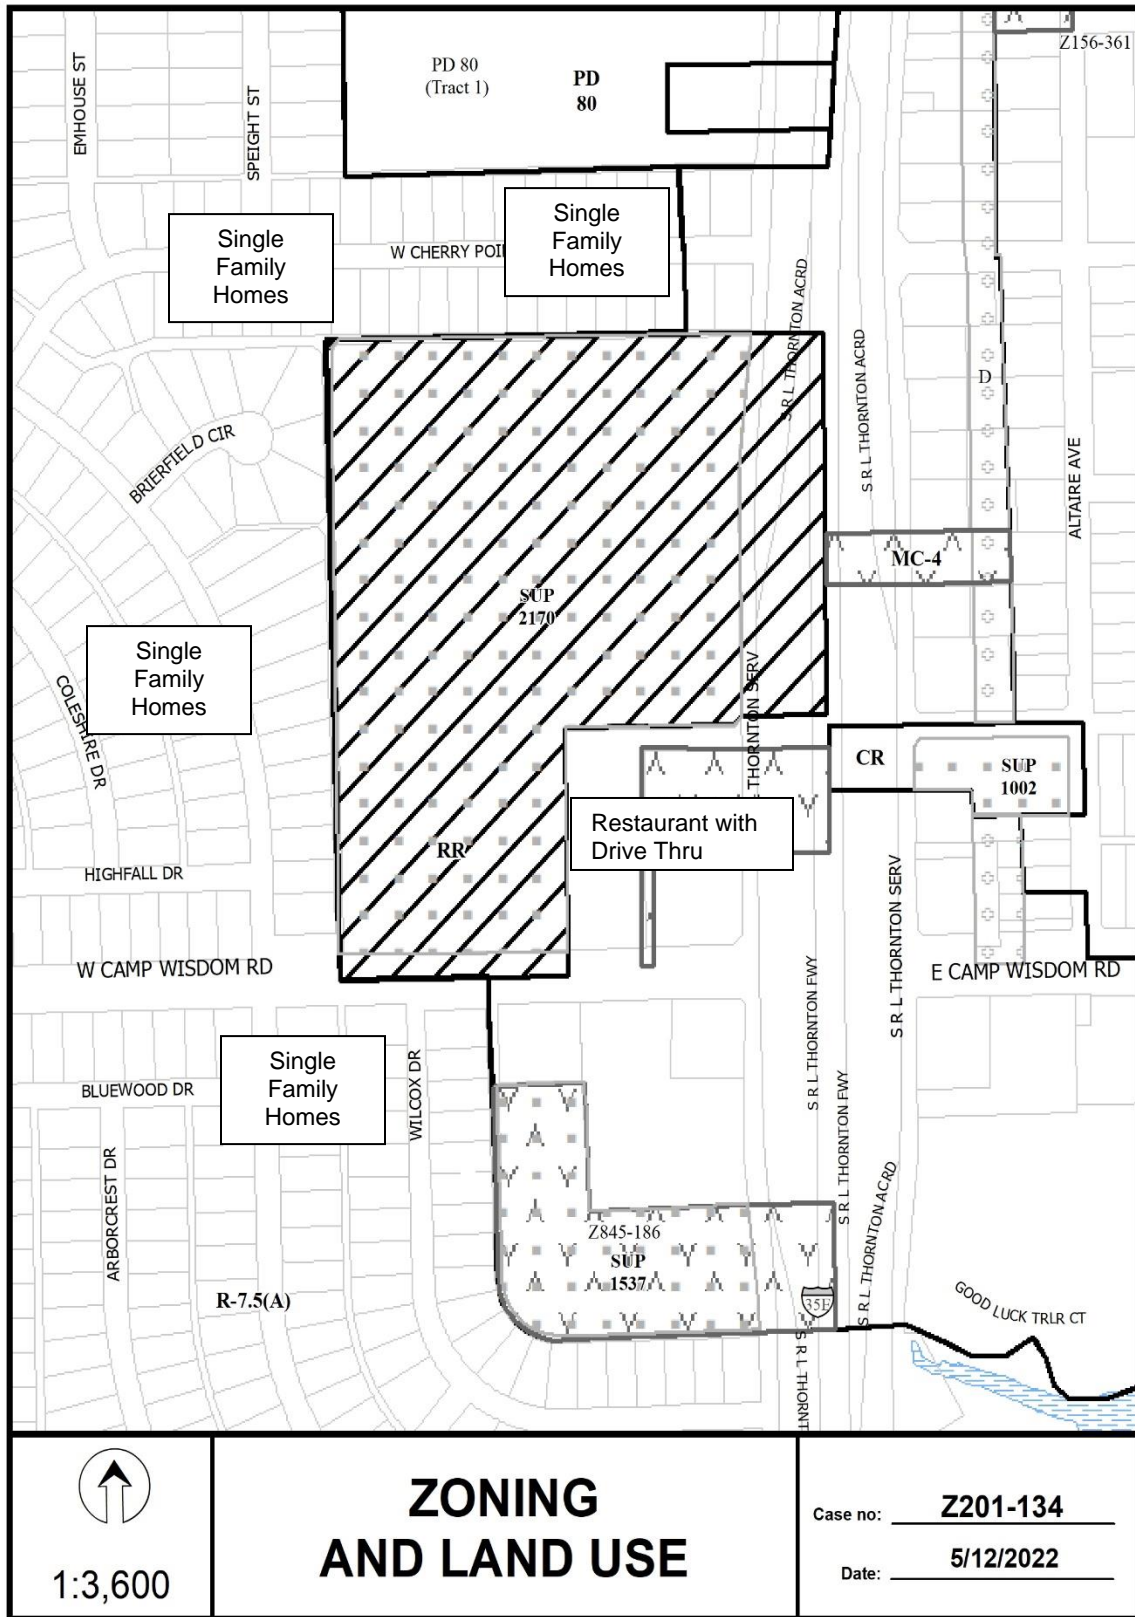 Z156-361
PD 80
(Tract 1)
PD
80
EMHOUSE ST
SPEIGHT ST
Single
Family
Homes
W CHERRY POI
Single
Family
Homes
S R L THORNTON ACRD
S R L THORNTON ACRD
D
BRIERFIELD CIR
ALTAIRE AVE
MC-4
SUP
2170
Single
Family
Homes
COLESHIRE DR
THORNTON SERV
CR
SUP
1002
Restaurant with
Drive Thru
RR
HIGHFALL DR
S R L THORNTON SERV
W CAMP WISDOM RD
E CAMP WISDOM RD
S R L THORNTON FWY
Single
Family
Homes
BLUEWOOD DR
WILCOX DR
S R L THORNTON FWY
ARBORCREST DR
S R L THORNTON ACRD
Z845-186
SUP
1537
R-7.5(A)
35E
GOOD LUCK TRLR CT
S R L THORNT
1:3,600
ZONING
AND LAND USE
Case no: Z201-134
Date: 5/12/2022